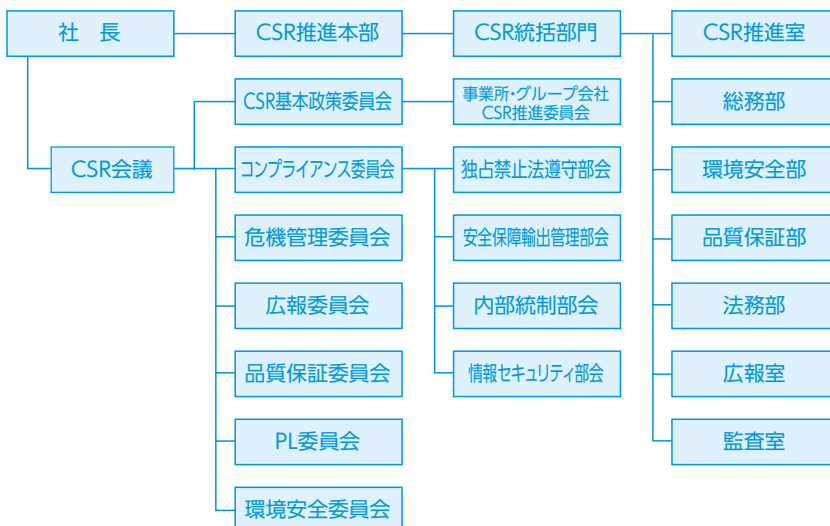 社　長
CSR推進本部
CSR統括部門
CSR推進室
CSR基本政策委員会
事業所・グループ会社
CSR推進委員会
総務部
CSR会議
コンプライアンス委員会
独占禁止法遵守部会
環境安全部
危機管理委員会
安全保障輸出管理部会
品質保証部
広報委員会
内部統制部会
法務部
品質保証委員会
情報セキュリティ部会
広報室
PL委員会
監査室
環境安全委員会